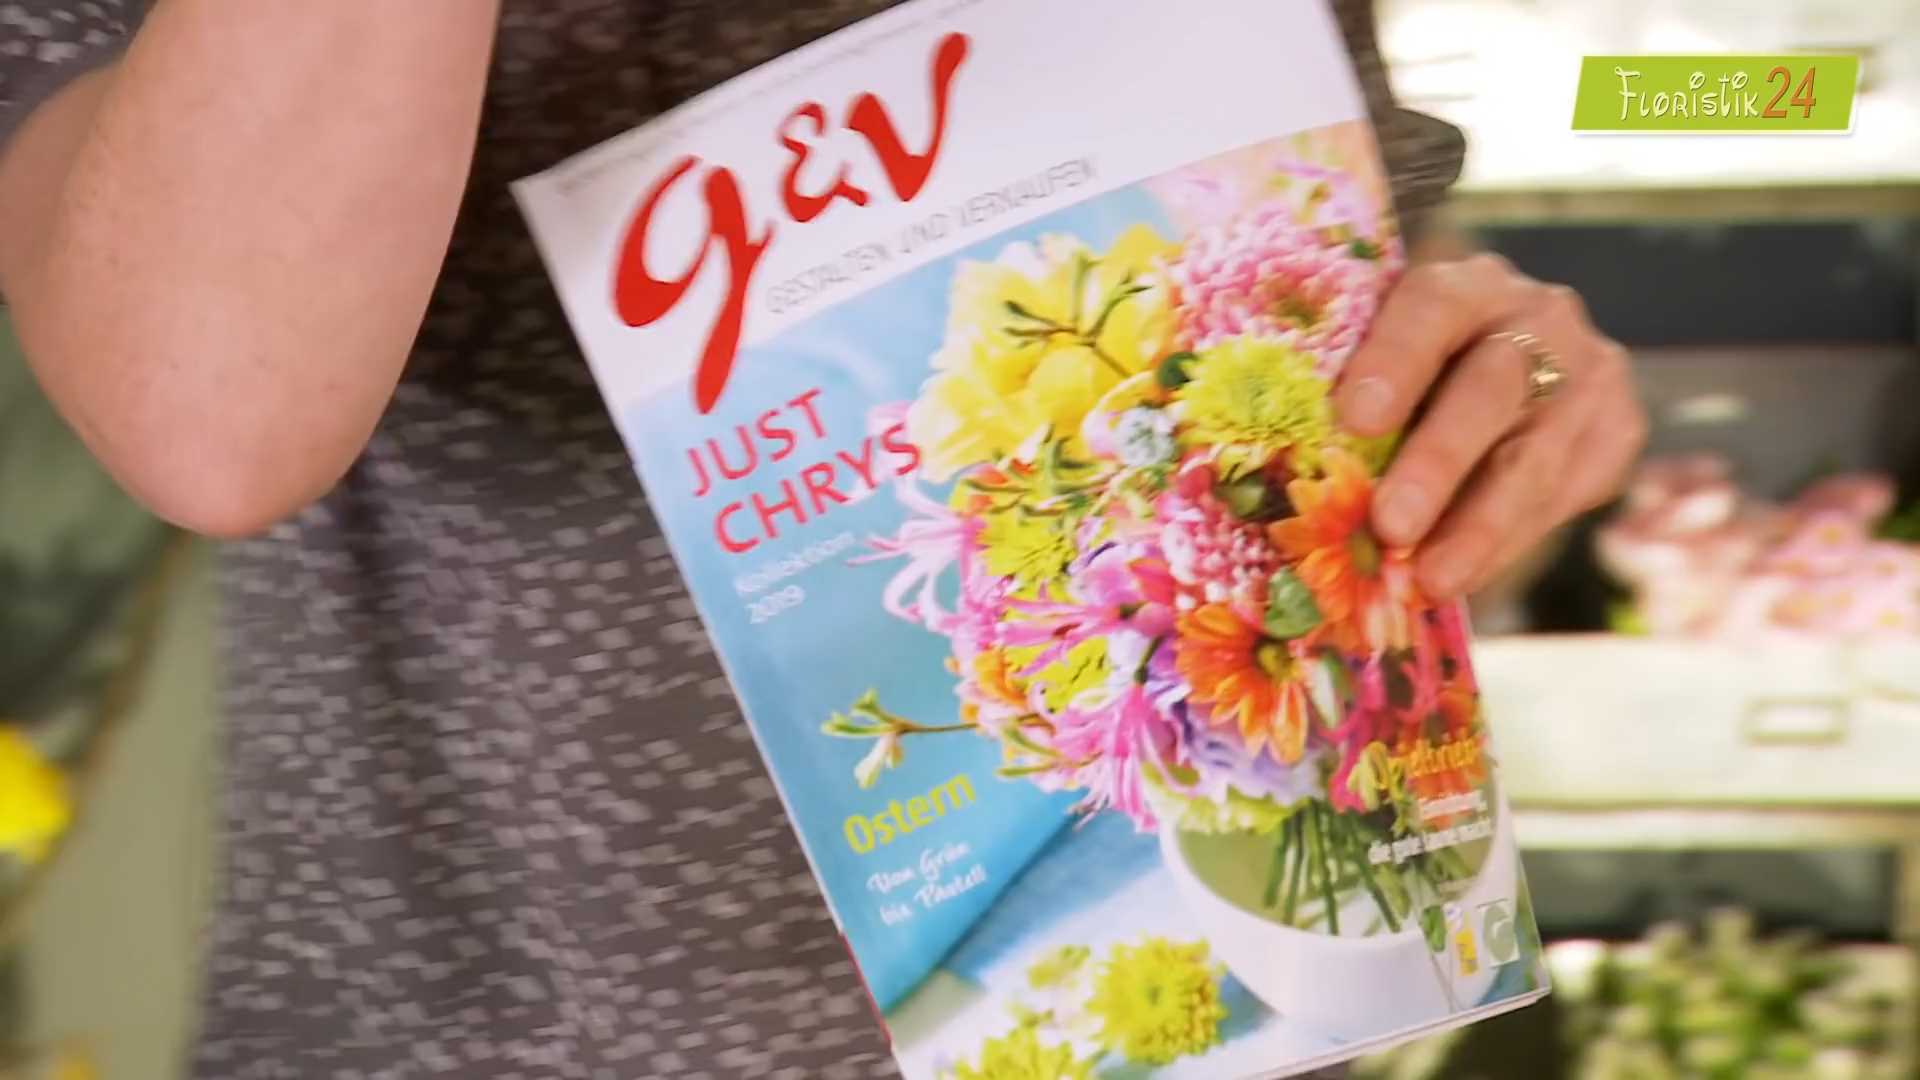 Floristik24
g&v
GESTALTEN UND VERKAUFEN
JUST
CHRYS
Kollektion
2019
Ostern
Von Grün
bis Pastell